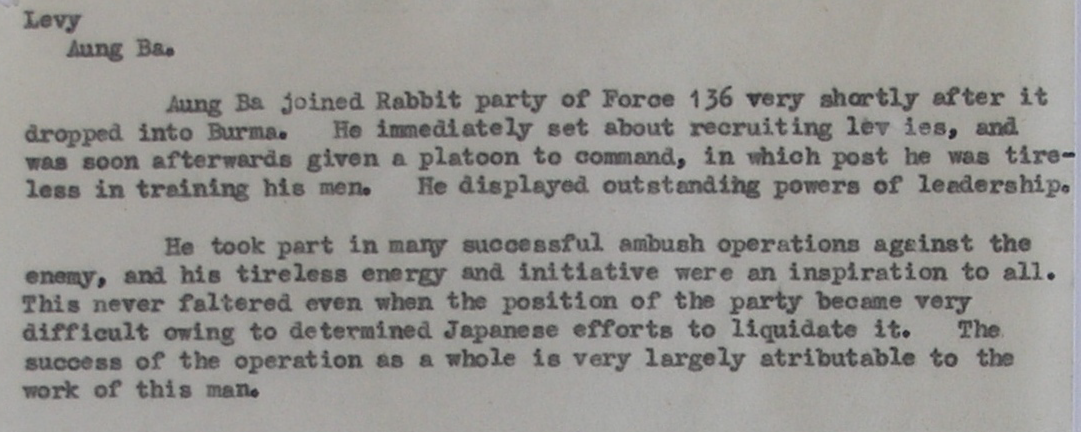 Levy
Aung Ba.
Aung Ba joined Rabbit party of Force 136 very shortly after it
dropped into Burma. He immediately set about recruiting lev ies, and
was soon afterwards given a platoon to command, in which post he was tire-
less in training his men. He displayed outstanding powers of leadership.
He took part in many successful ambush operations against the
enemy, and his tireless energy and initiative were an inspiration to all.
This never faltered even when the position of the party became very
difficult owing to determined Japanese efforts to liquidate it. The
success of the operation as a whole is very largely atributable to the
work of this man.